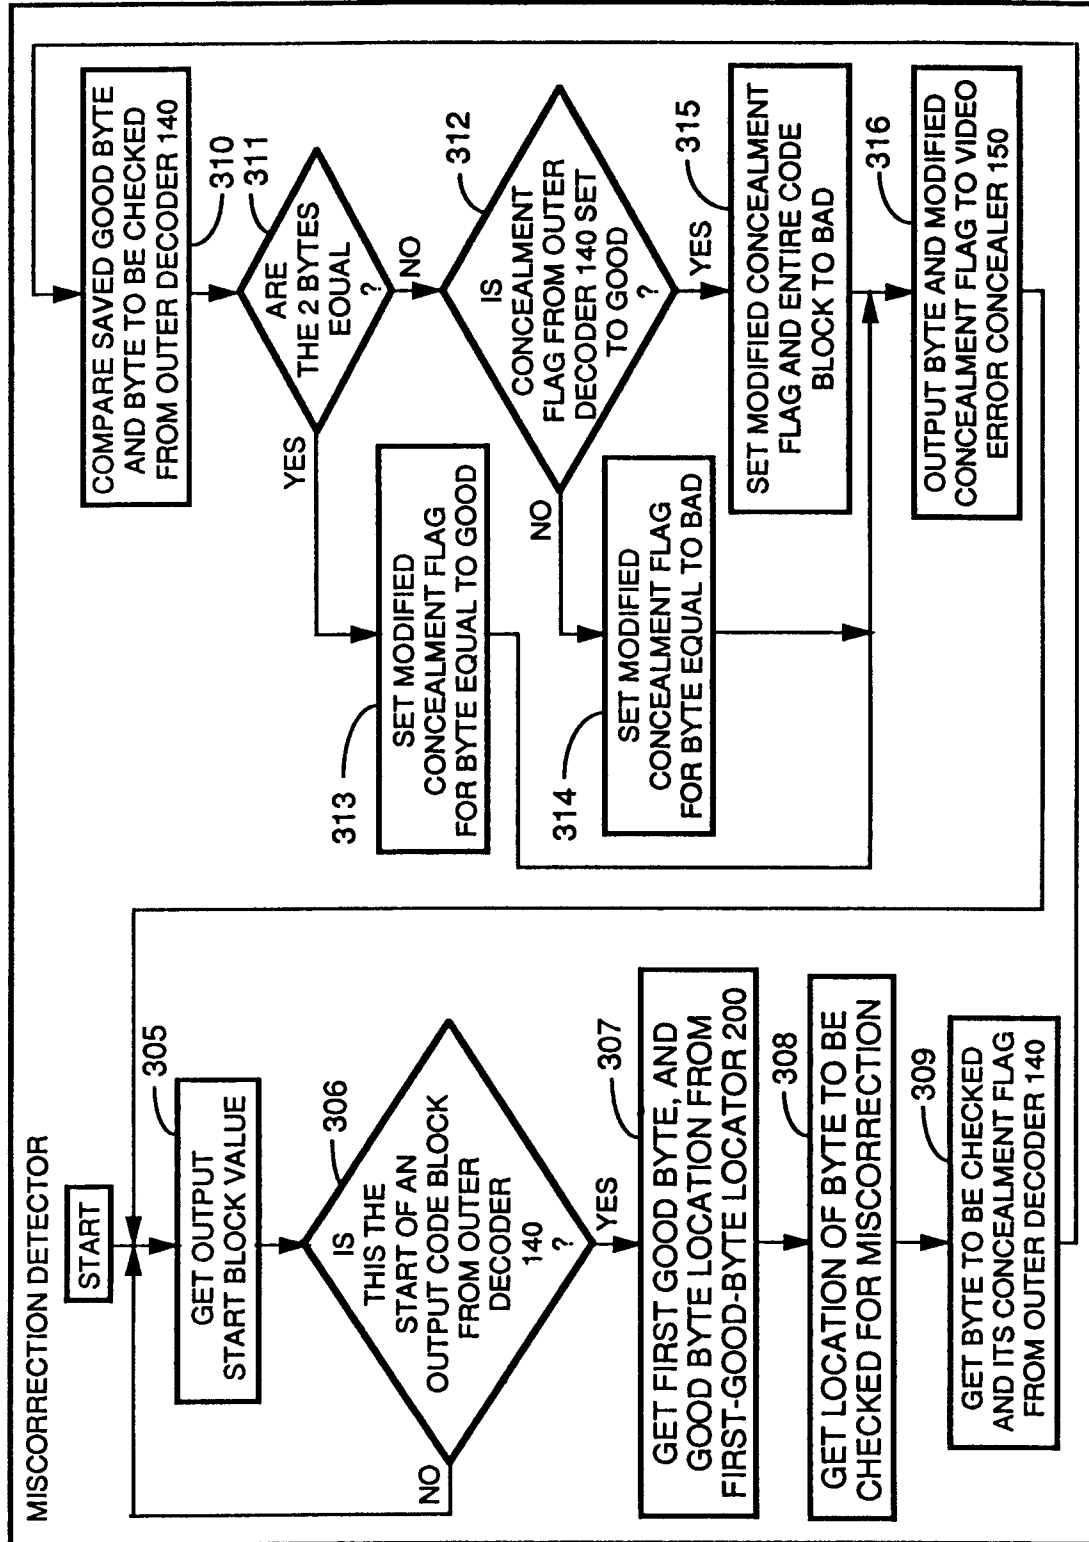 MISCORRECTION DETECTOR
START
305
GET OUTPUT
START BLOCK VALUE
306
IS
THIS THE
START OF AN
OUTPUT CODE BLOCK
FROM OUTER
DECODER
140
?
NO
YES
307
GET FIRST GOOD BYTE, AND
GOOD BYTE LOCATION FROM
FIRST-GOOD-BYTE LOCATOR 200
308
GET LOCATION OF BYTE TO BE
CHECKED FOR MISCORRECTION
309
GET BYTE TO BE CHECKED
AND ITS CONCEALMENT FLAG
FROM OUTER DECODER 140
COMPARE SAVED GOOD BYTE
AND BYTE TO BE CHECKED
FROM OUTER DECODER 140
310
311
ARE
THE 2 BYTES
EQUAL
?
YES
NO
312
IS
CONCEALMENT
FLAG FROM OUTER
DECODER 140 SET
TO GOOD
?
NO
YES
313
SET MODIFIED
CONCEALMENT FLAG
FOR BYTE EQUAL TO GOOD
314
SET MODIFIED
CONCEALMENT FLAG
FOR BYTE EQUAL TO BAD
315
SET MODIFIED CONCEALMENT
FLAG AND ENTIRE CODE
BLOCK TO BAD
316
OUTPUT BYTE AND MODIFIED
CONCEALMENT FLAG TO VIDEO
ERROR CONCEALER 150